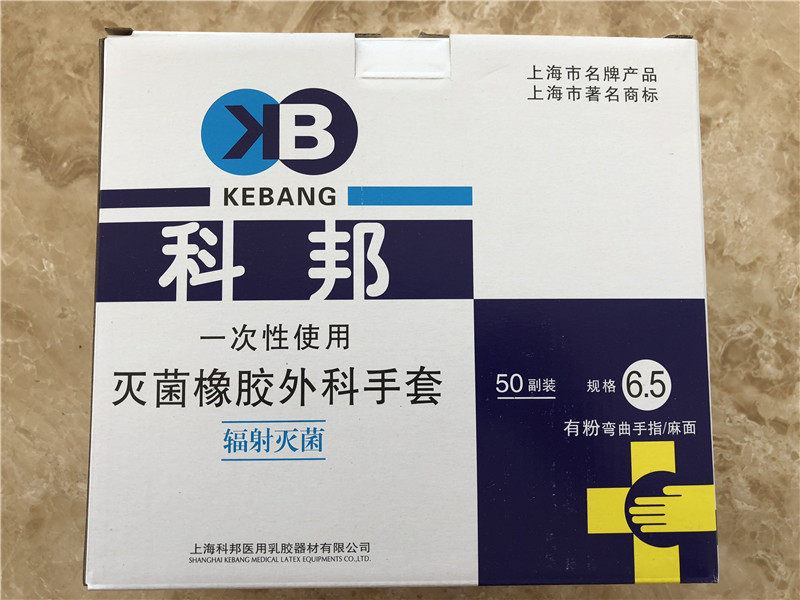 上海市名牌产品
上海市著名商标
KB
KEBANG
科邦
一次性使用
灭菌橡胶外科手套
辐射灭菌
50副装 规格 6.5
有粉弯曲手指/麻面
上海科邦医用乳胶器材有限公司
SHANGHAI KEBANG MEDICAL LATEX EQUIPMENTS CO.,LTD.